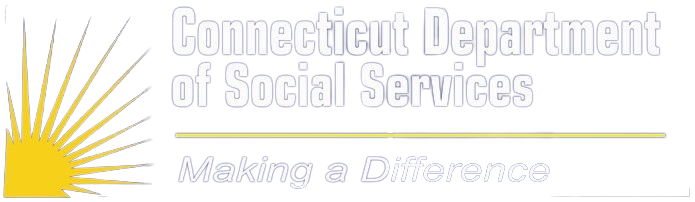 Connecticut Department
of Social Services
Making a Difference